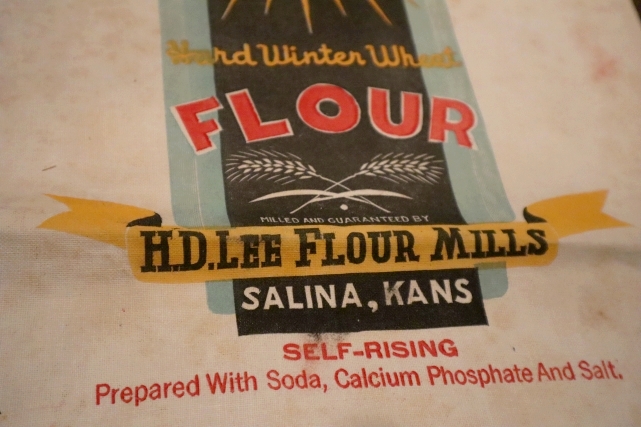 Hard Winter Wheat
FLOUR
MILLED AND GUARANTEED BY
H.D. LEE FLOUR MILLS
SALINA, KANS
SELF-RISING
Prepared With Soda, Calcium Phosphate And Salt.